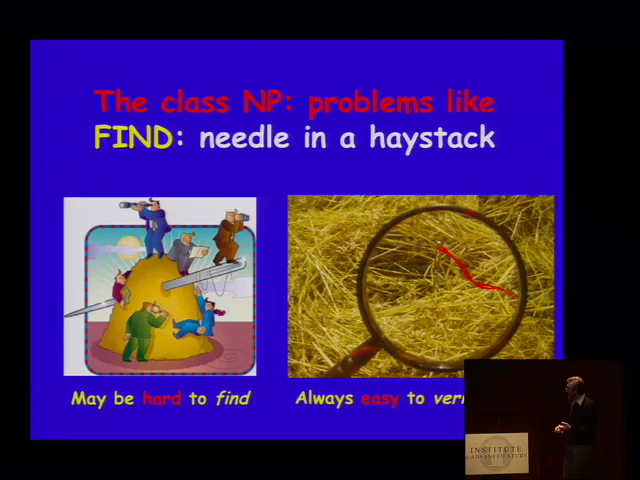 The class NP: problems like
FIND: needle in a haystack
May be hard to find
Always easy to
INSTITUTE
ADVANCED STUDY